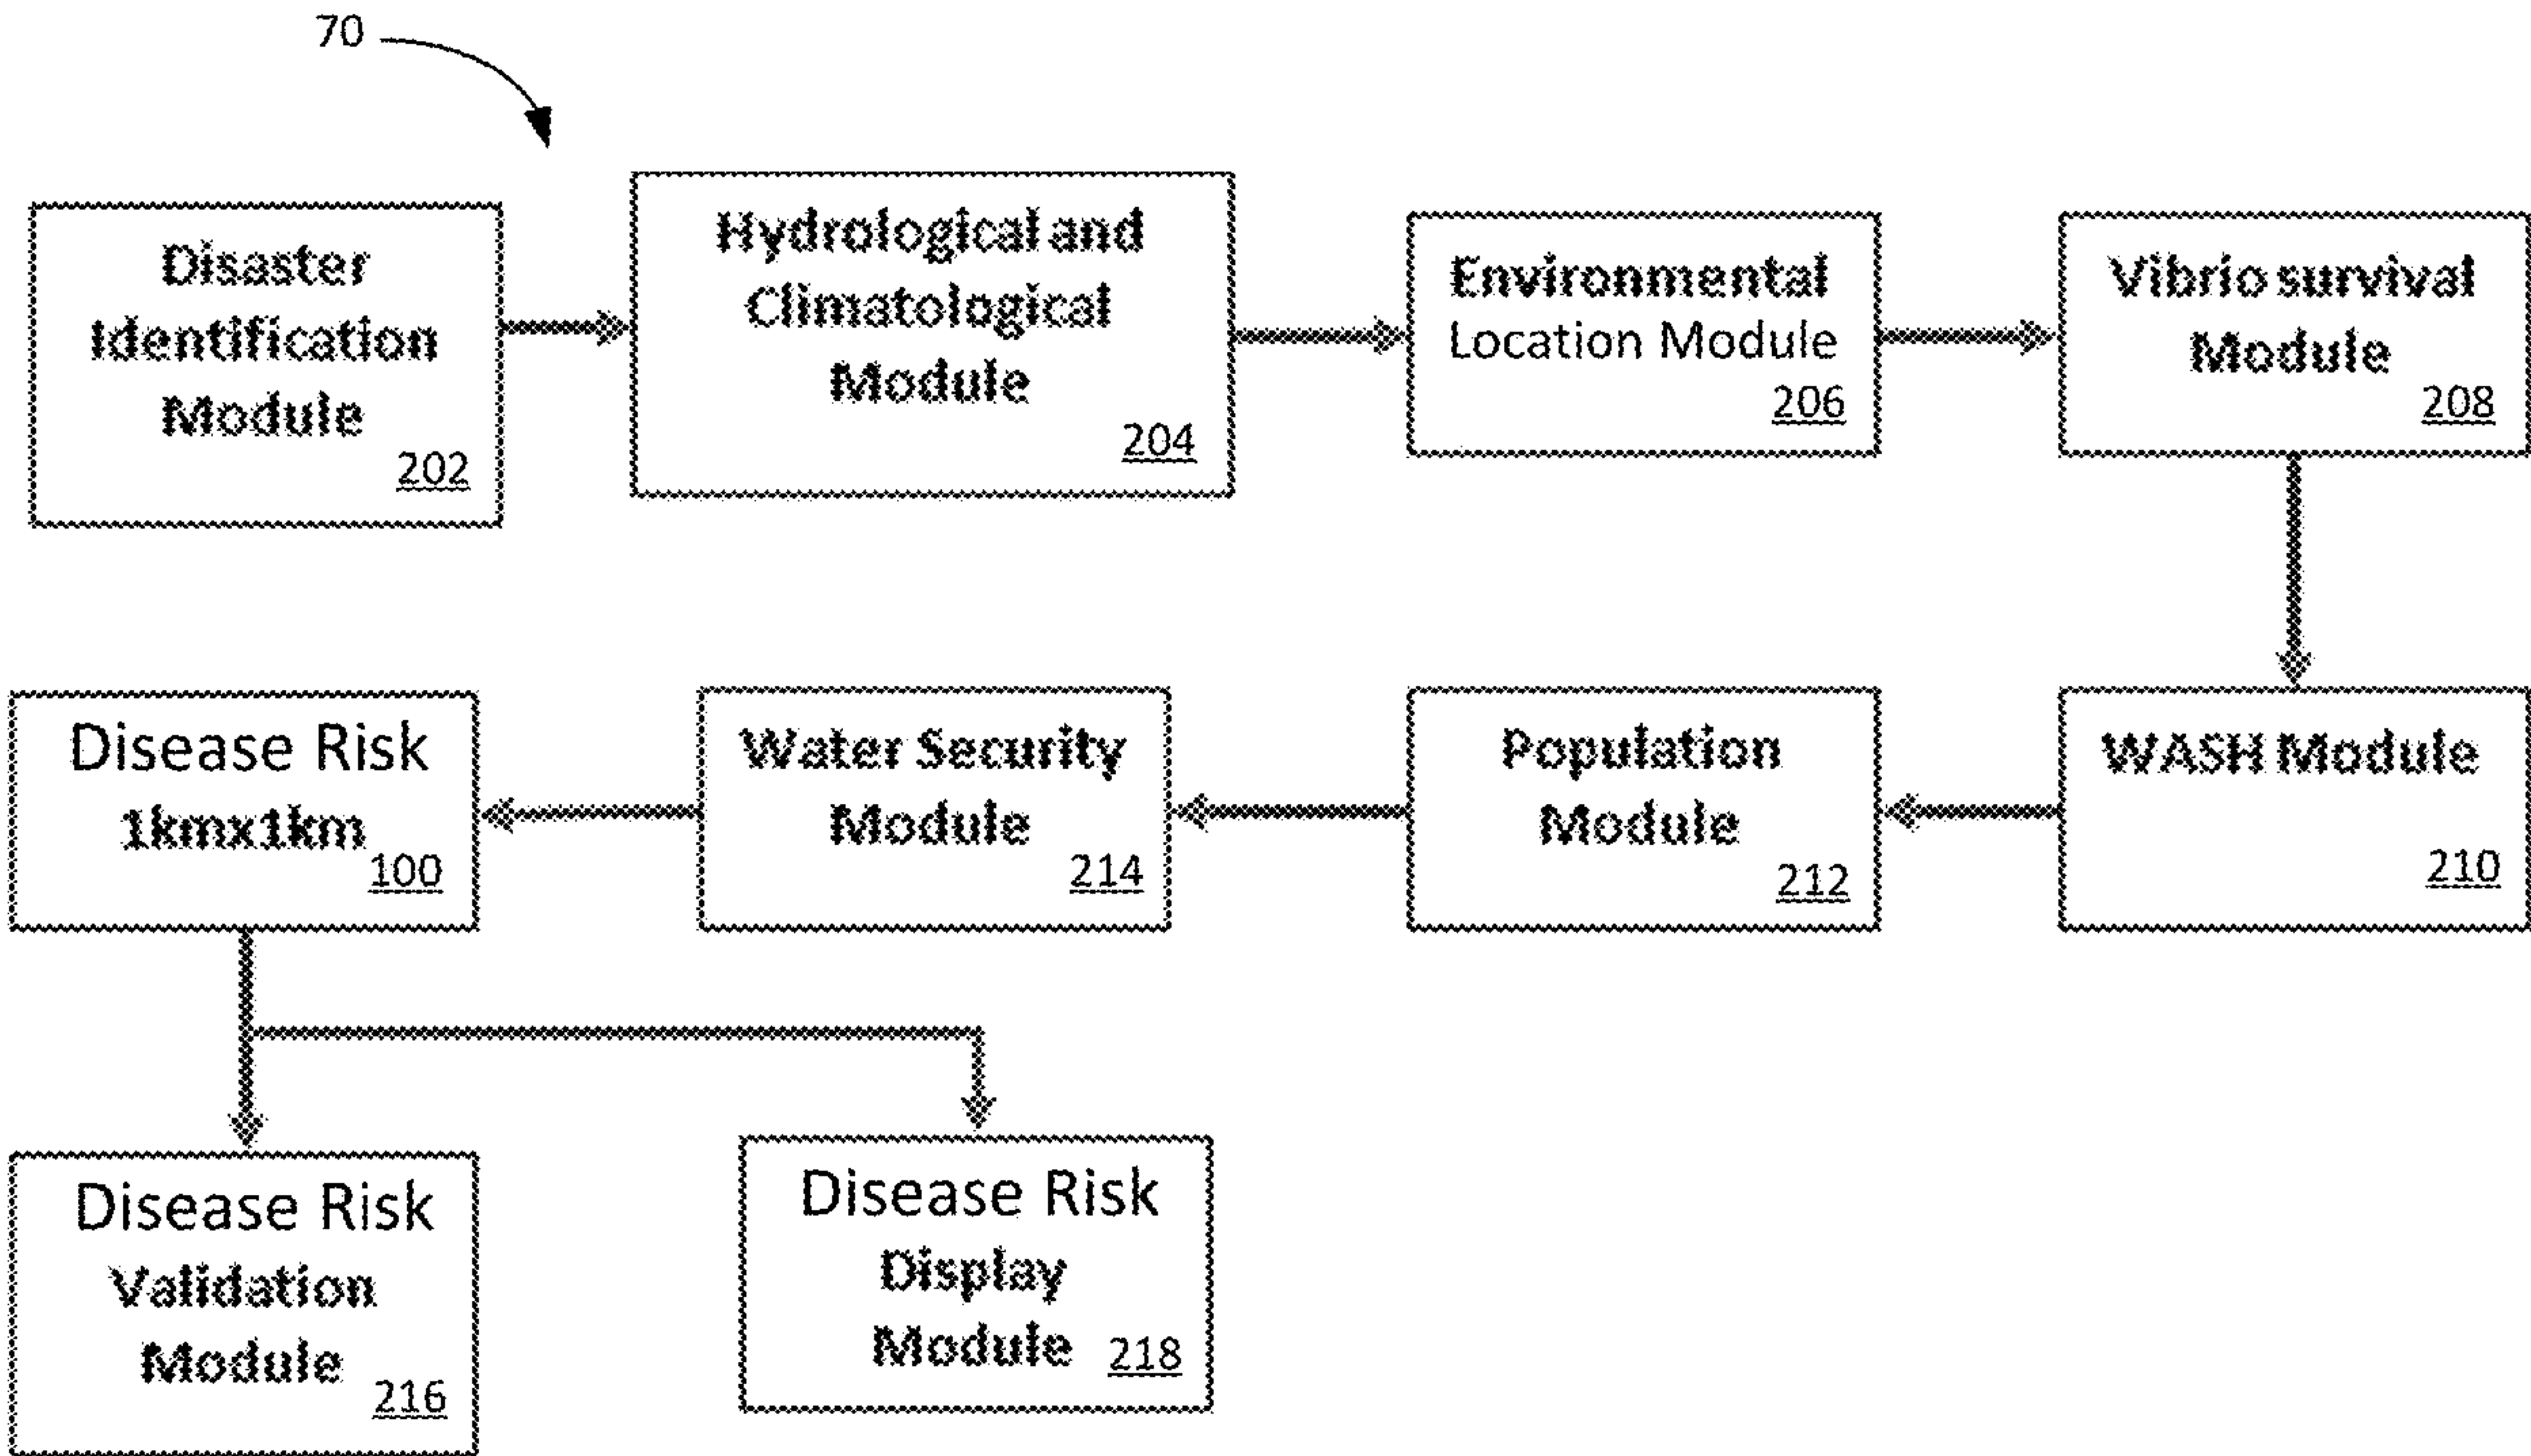 70
Disaster
Identification
Module
202
Hydrological and
Climatological
Module
204
Environmental
Location Module
206
Vibrio survival
Module
208
Disease Risk
1kmx1km
100
Water Security
Module
214
Population
Module
212
WASH Module
210
Disease Risk
Validation
Module
216
Disease Risk
Display
Module
218